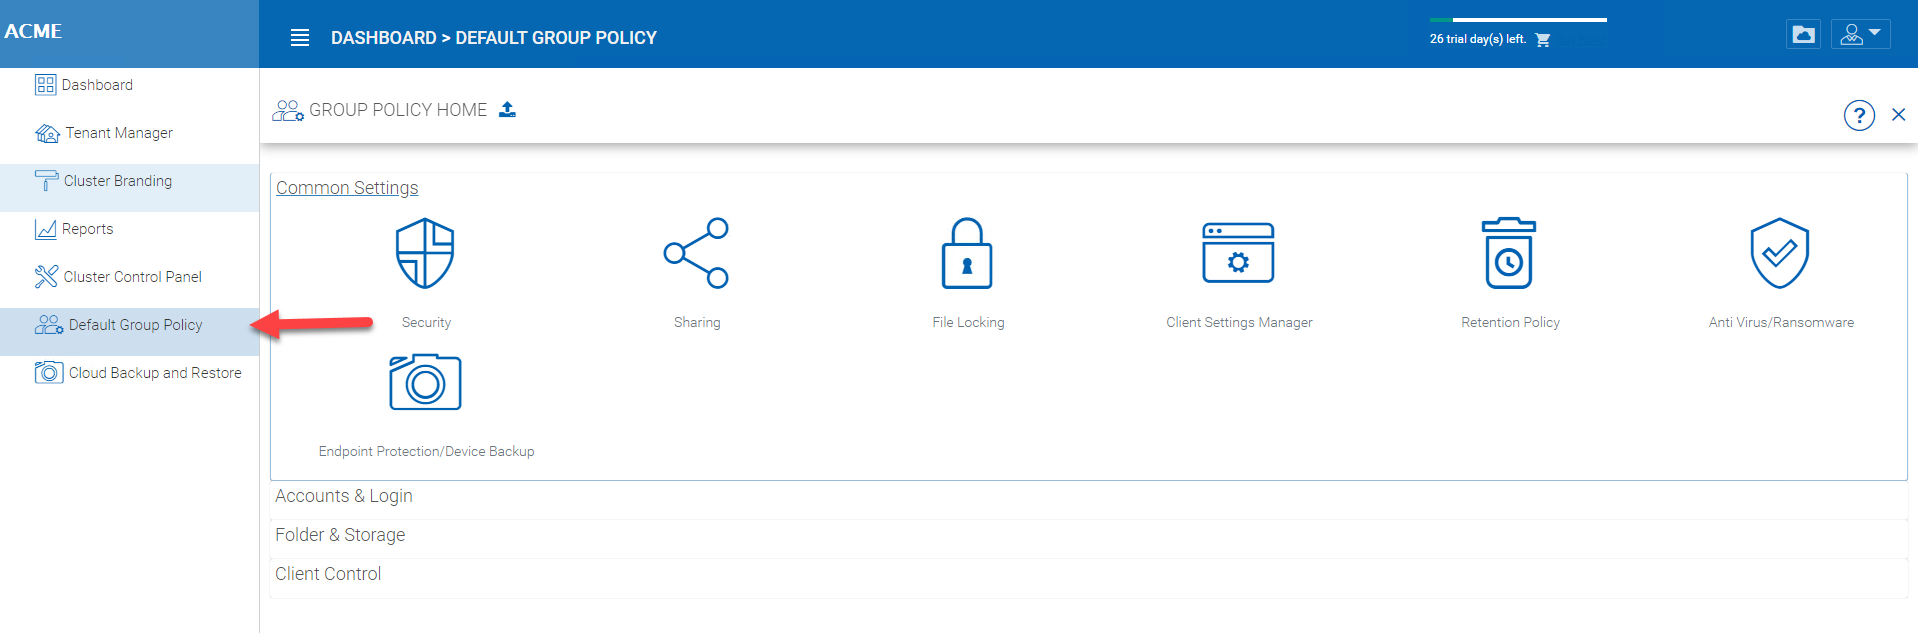 ACME
DASHBOARD > DEFAULT GROUP POLICY
26 trial day(s) left.
Dashboard
Tenant Manager
Cluster Branding
Reports
Cluster Control Panel
Default Group Policy
Cloud Backup and Restore
GROUP POLICY HOME
?
Common Settings
Security
Sharing
File Locking
Client Settings Manager
Retention Policy
Anti Virus/Ransomware
Endpoint Protection/Device Backup
Accounts & Login
Folder & Storage
Client Control